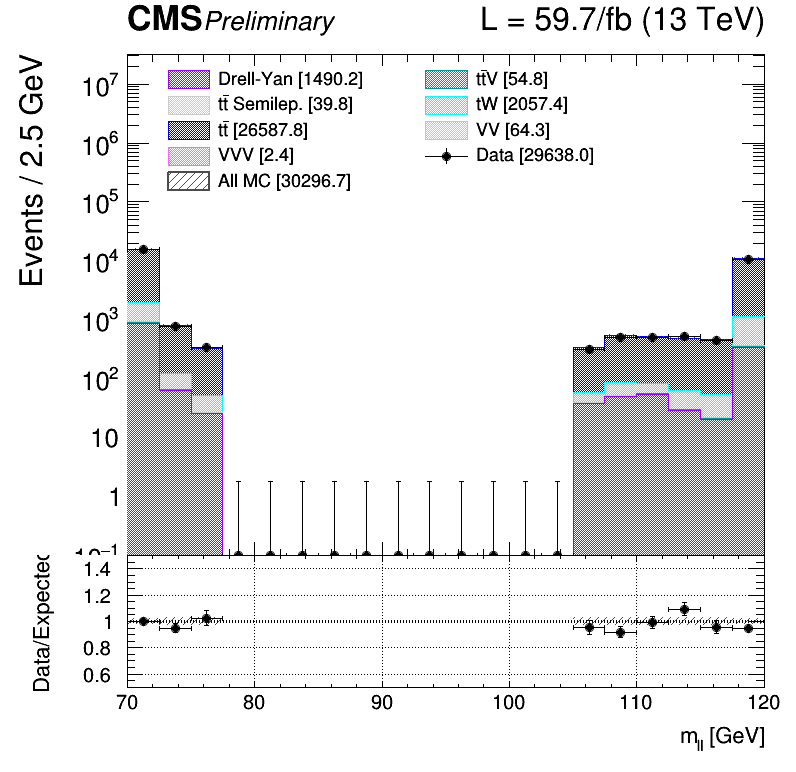 CMS Preliminary L = 59.7/fb (13 TeV)
Events / 2.5 GeV
10⁷
10⁶
10⁵
10⁴
10³
10²
10
1
10⁻¹
Drell-Yan [1490.2]
tt̄ Semilep. [39.8]
tt̄ [26587.8]
VVV [2.4]
All MC [30296.7]
tt̄V [54.8]
tW [2057.4]
VV [64.3]
Data [29638.0]
Data/Expected
1.4
1.2
1
0.8
0.6
70 80 90 100 110 120
m_ll [GeV]